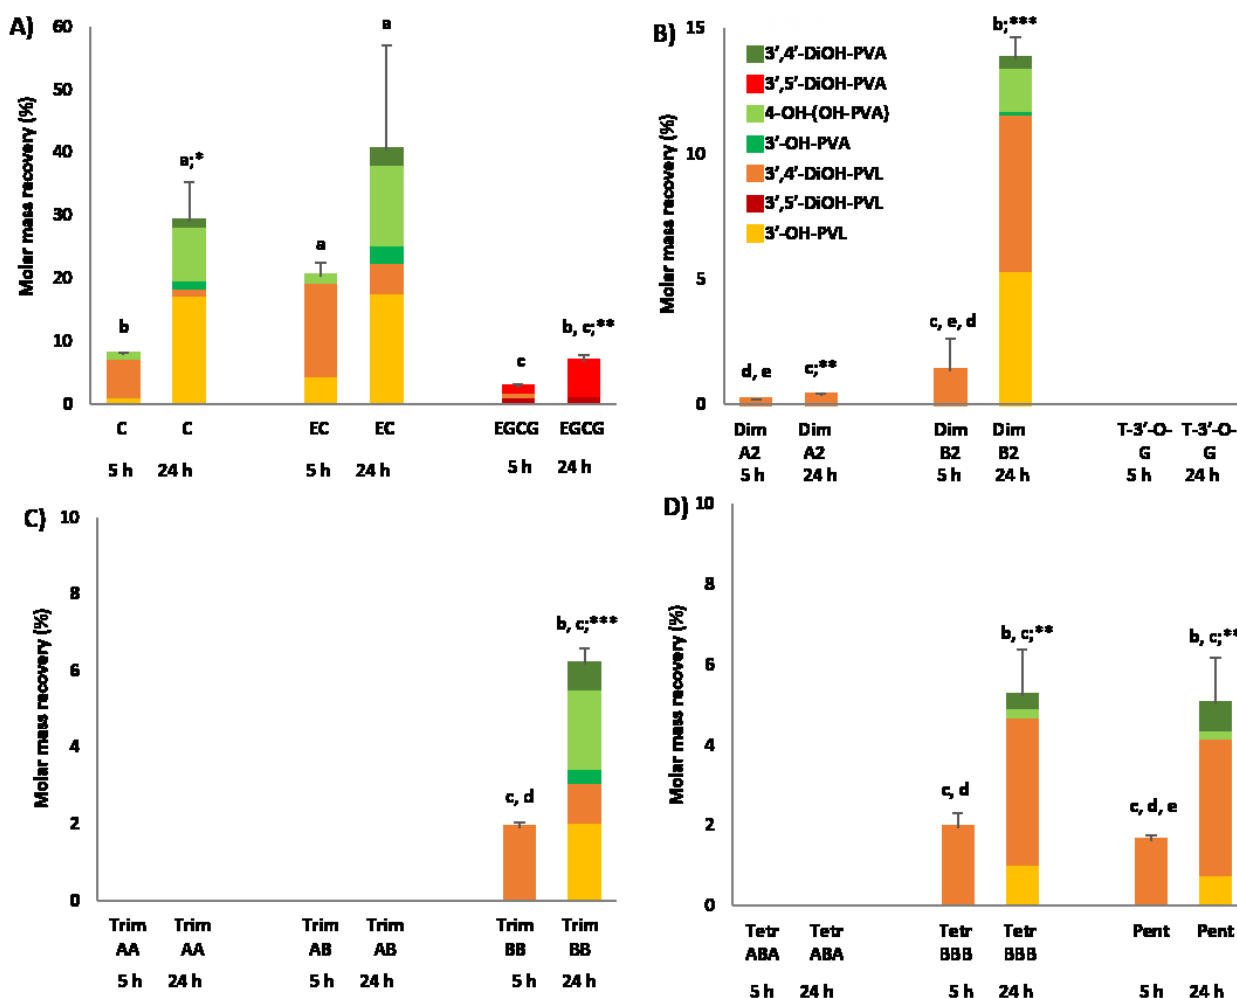 A)
Molar mass recovery (%)
60
50
40
30
20
10
0
b
a;*
a
a
c
b, c;**
C C EC EC EGCG EGCG
5 h 24 h 5 h 24 h 5 h 24 h
B)
Molar mass recovery (%)
15
10
5
0
3′,4′-DiOH-PVA
3′,5′-DiOH-PVA
4-OH-(OH-PVA)
3′-OH-PVA
3′,4′-DiOH-PVL
3′,5′-DiOH-PVL
3′-OH-PVL
d, e
c;**
c, e, d
b;***
Dim Dim Dim Dim T-3′-O- T-3′-O-
A2 A2 B2 B2 G G
5 h 24 h 5 h 24 h 5 h 24 h
C)
Molar mass recovery (%)
10
8
6
4
2
0
c, d
b, c;***
Trim Trim Trim Trim Trim Trim
AA AA AB AB BB BB
5 h 24 h 5 h 24 h 5 h 24 h
D)
Molar mass recovery (%)
10
8
6
4
2
0
c, d
b, c;**
c, d, e
b, c;**
Tetr Tetr Tetr Tetr Pent Pent
ABA ABA BBB BBB
5 h 24 h 5 h 24 h 5 h 24 h